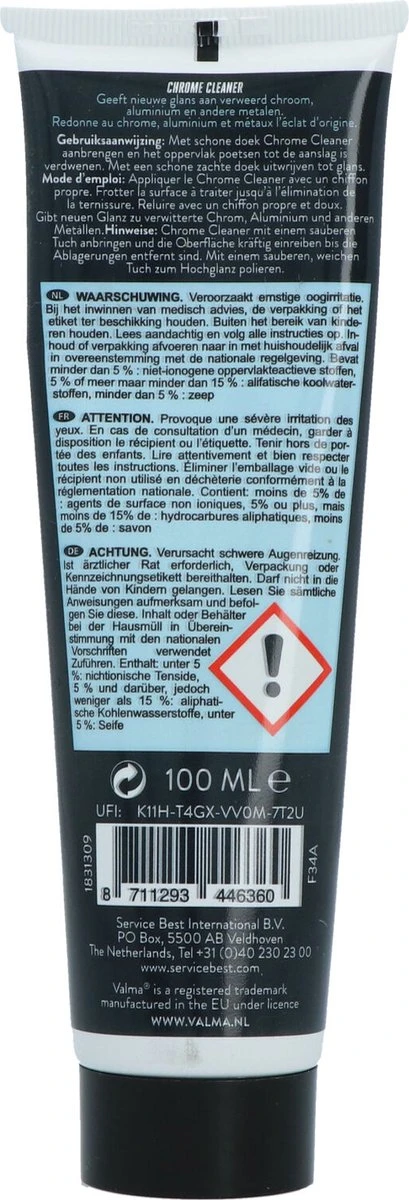 CHROME CLEANER
Geeft nieuwe glans aan verweerd chroom,
aluminium en andere metalen.
Redonne au chrome, aluminium et métaux l'éclat d'origine.
Gebruiksaanwijzing: Met schone doek Chrome Cleaner
aanbrengen en het oppervlak poetsen tot de aanslag is
verdwenen. Met een schone zachte doek uitwrijven tot glans.
Mode d'emploi: Appliquer le Chrome Cleaner avec un chiffon
propre. Frotter la surface à traiter jusqu'à l'élimination de
la ternissure. Reluire avec un chiffon propre et doux.
Gibt neuen Glanz zu verwitterte Chrom, Aluminium und anderen
Metallen.Hinweise: Chrome Cleaner mit einem sauberen
Tuch anbringen und die Oberfläche kräftig einreiben bis die
Ablagerungen entfernt sind. Mit einem sauberen, weichen
Tuch zum Hochglanz polieren.
NL WAARSCHUWING. Veroorzaakt ernstige oogirritatie.
Bij het inwinnen van medisch advies, de verpakking of het
etiket ter beschikking houden. Buiten het bereik van kinde-
ren houden. Lees aandachtig en volg alle instructies op. In-
houd of verpakking afvoeren naar in met huishoudelijk afval
in overeenstemming met de nationale regelgeving. Bevat
minder dan 5 % : niet-ionogene oppervlakteactieve stoffen,
5 % of meer maar minder dan 15 % : alifatische koolwater-
stoffen, minder dan 5 % : zeep
FR ATTENTION. Provoque une sévère irritation des
yeux. En cas de consultation d'un médecin, garder à
disposition le récipient ou l'étiquette. Tenir hors de por-
tée des enfants. Lire attentivement et bien respecter
toutes les instructions. Éliminer l'emballage vide ou le
récipient non utilisé en déchèterie conformément à la
réglementation nationale. Contient: moins de 5% de
: agents de surface non ioniques, 5% ou plus, mais
moins de 15% de : hydrocarbures aliphatiques, moins
de 5% de : savon
DE ACHTUNG. Verursacht schwere Augenreizung.
Ist ärztlicher Rat erforderlich, Verpackung oder
Kennzeichnungsetikett bereithalten. Darf nicht in die
Hände von Kindern gelangen. Lesen Sie sämtliche
Anweisungen aufmerksam und befol-
gen Sie diese. Inhalt oder Behälter
bei der Hausmüll in Überein-
stimmung mit den nationalen
Vorschriften verwendet
Zuführen. Enthalt: unter 5
%: nichtionische Tenside,
5 % und darüber, jedoch
weniger als 15 %: aliphati-
sche Kohlenwasserstoffe, unter
5 %: Seife
100 ML e
UFI: K11H-T4GX-VV0M-7T2U
1831309
F34A
8 711293 446360
Service Best International B.V.
PO Box, 5500 AB Veldhoven
The Netherlands, Tel +31 (0)40 230 23 00
www.servicebest.com
Valma® is a registered trademark
manufactured in the EU under licence
WWW.VALMA.NL